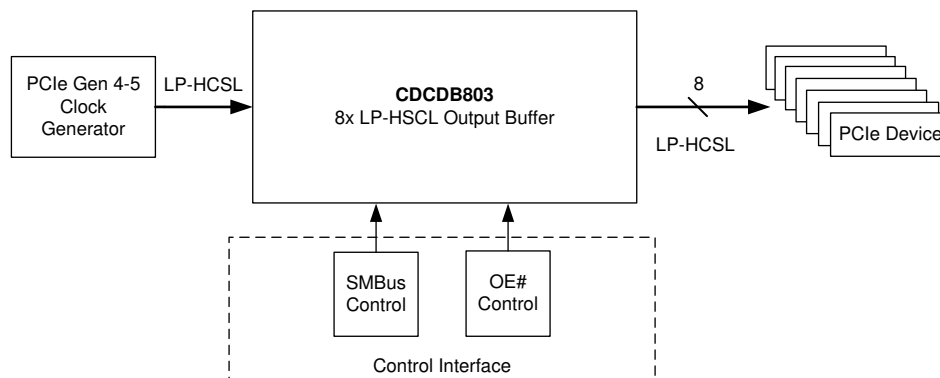 PCIe Gen 4-5
Clock
Generator
LP-HCSL
CDCDB803
8x LP-HSCL Output Buffer
8
LP-HCSL
PCIe Device
SMBus
Control
OE#
Control
Control Interface